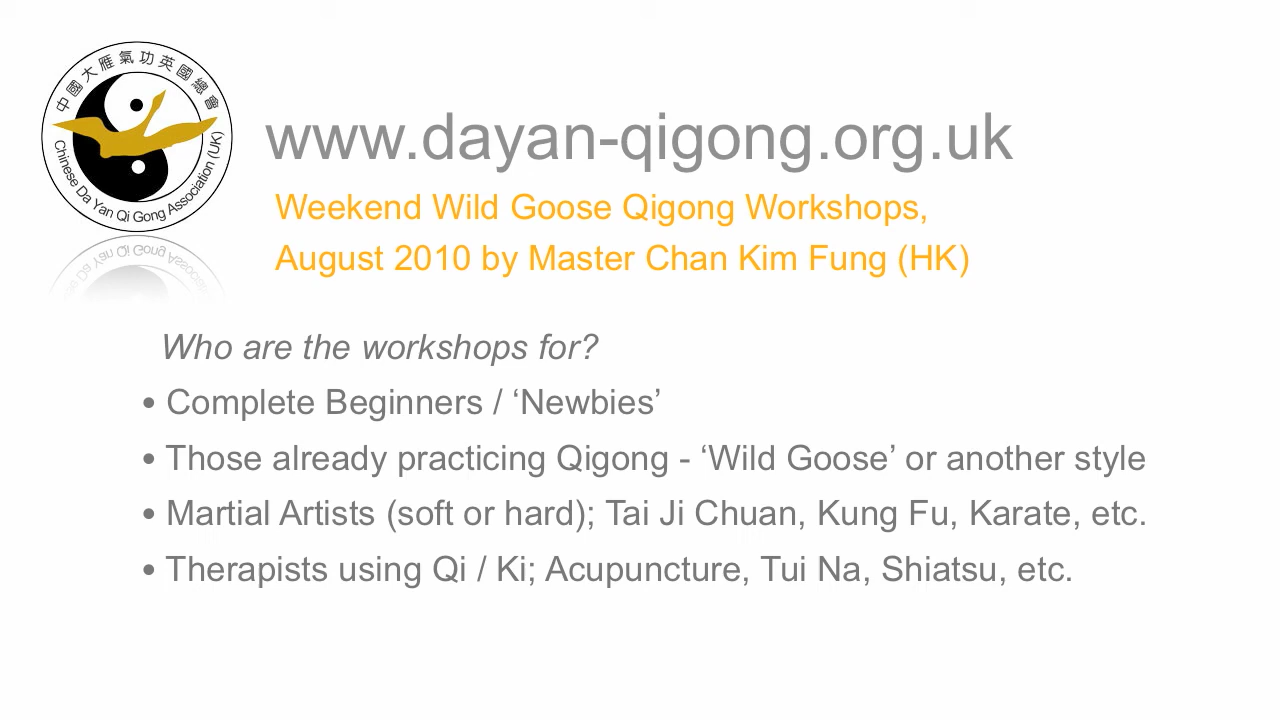 中國大雁氣功英國總會
Chinese Da Yan Qi Gong Association (UK)
www.dayan-qigong.org.uk
Weekend Wild Goose Qigong Workshops,
August 2010 by Master Chan Kim Fung (HK)
Who are the workshops for?
• Complete Beginners / ‘Newbies’
• Those already practicing Qigong - ‘Wild Goose’ or another style
• Martial Artists (soft or hard); Tai Ji Chuan, Kung Fu, Karate, etc.
• Therapists using Qi / Ki; Acupuncture, Tui Na, Shiatsu, etc.